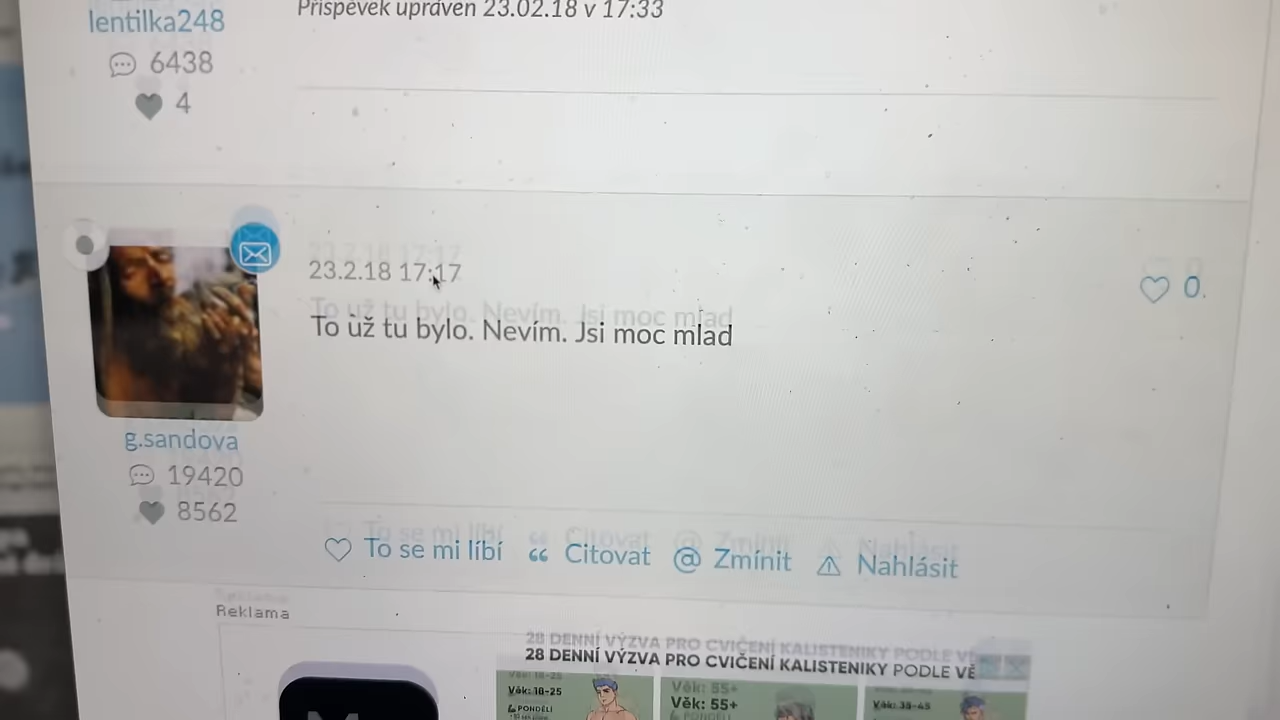 lentilka248
Příspěvek upraven 23.02.18 v 17:33
6438
4
23.2.18 17:17
0
To už tu bylo. Nevím. Jsi moc mlad
g.sandova
19420
8562
To se mi líbí
Citovat
Zmínit
Nahlásit
Reklama
28 DENNÍ VÝZVA PRO CVIČENÍ KALISTENIKY PODLE VĚ
Věk: 18-25
Věk: 55+
Věk: 35-45
PONDĚLÍ